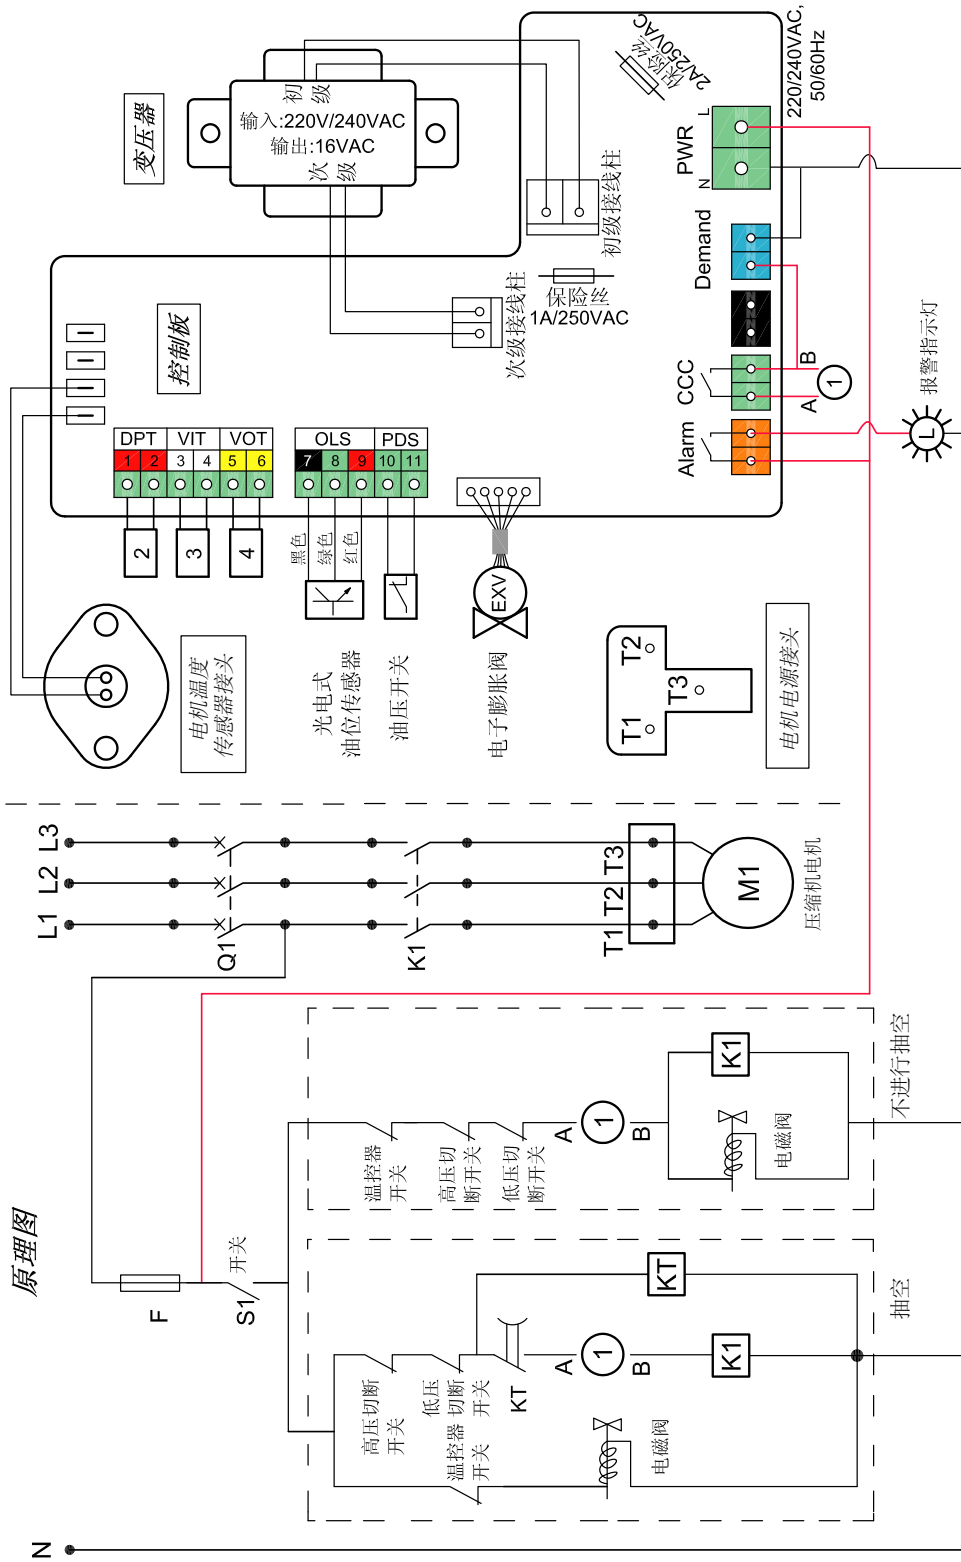 原理图
N
F
S1
开关
高压切断
开关
低压
切断
开关
温控器
开关
KT
A
1
B
K1
KT
电磁阀
抽空
温控器
开关
高压切
断开关
低压切
断开关
A
1
B
K1
电磁阀
不进行抽空
L1
L2
L3
Q1
K1
T1
T2
T3
M1
压缩机电机
电机温度
传感器接头
光电式
油位传感器
油压开关
电子膨胀阀
EXV
T1
T2
T3
电机电源接头
2
3
4
黑色
绿色
红色
DPT
VIT
VOT
1
2
3
4
5
6
OLS
PDS
7
8
9
10
11
控制板
变压器
初级
输入:220V/240VAC
输出:16VAC
次级
次级接线柱
初级接线柱
保险丝
1A/250VAC
保险丝
2A/250VAC
Alarm
CCC
Demand
PWR
N
L
220/240VAC,
50/60Hz
A
B
1
L
报警指示灯